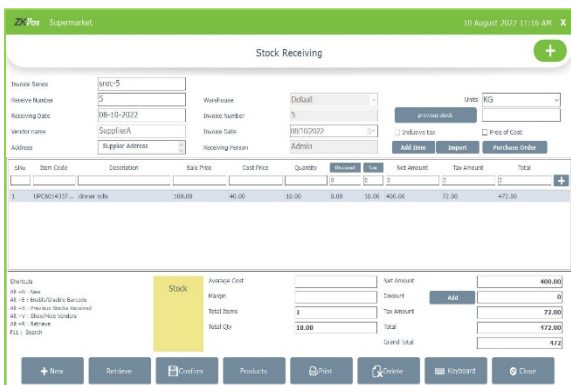 ZKPos Supermarket 10 August 2022 11:16 AM X
Stock Receiving
+
Invoice Series srec-5
Receive Number 5 Warehouse Default Units KG
Receiving Date 08-10-2022 Invoice Number 5 previous stock
Vendor name SupplierA Invoice Date 08/10/2022 Inclusive tax Free of Cost
Address Supplier Address Receiving Person Admin Add Item Import Purchase Order
SNo Item Code Description Sale Price Cost Price Quantity Discount Tax Net Amount Tax Amount Total
0 0 0 0 0 +
1 UPC6014337... dinner rolls 100.00 40.00 10.00 0.00 18.00 400.00 72.00 472.00
Shortcuts
Alt +N : New
Alt +E : Enable/Disable Barcode
Alt +S : Previous Stocks Received
Alt +V : Show/Hide Vendors
Alt +R : Retrieve
F11 : Search
Stock
Average Cost
Margin
Total Items 1
Total Qty 10.00
Net Amount 400.00
Discount Add 0
Tax Amount 72.00
Total 472.00
Grand Total 472
+ New Retrieve Confirm Products Print Delete Keyboard Close